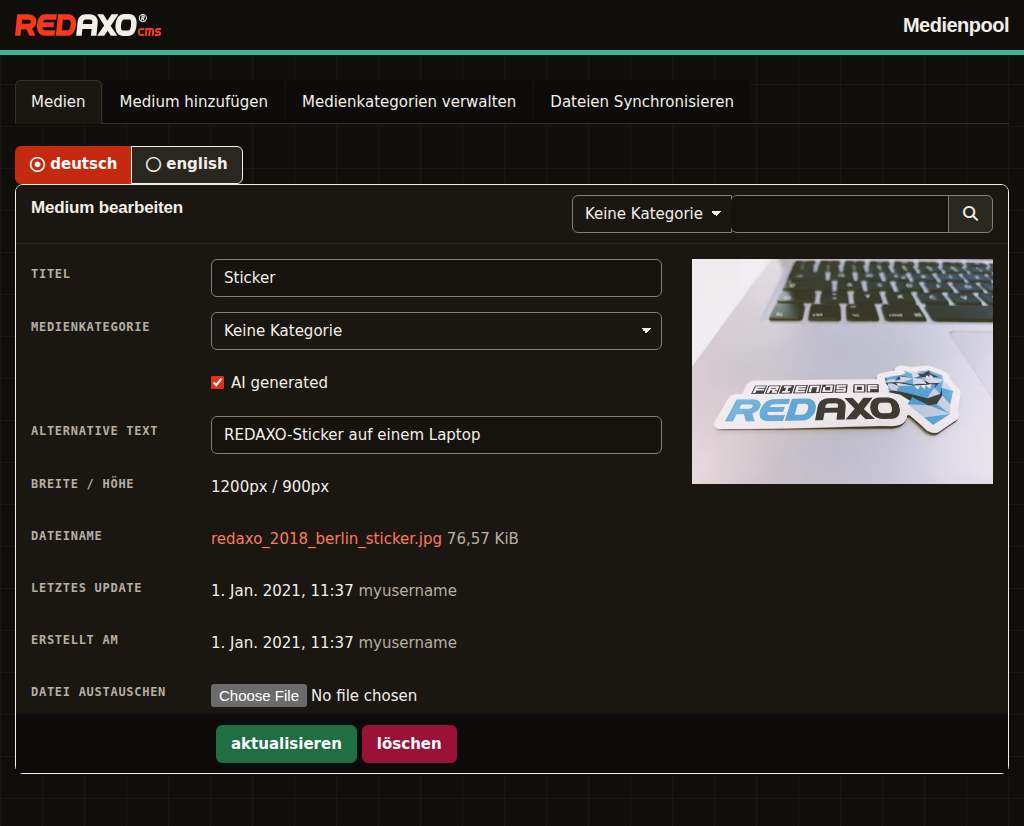 REDAXO® cms
Medienpool
Medien
Medium hinzufügen
Medienkategorien verwalten
Dateien Synchronisieren
deutsch
english
Medium bearbeiten
Keine Kategorie
TITEL
Sticker
MEDIENKATEGORIE
Keine Kategorie
AI generated
ALTERNATIVE TEXT
REDAXO-Sticker auf einem Laptop
BREITE / HÖHE
1200px / 900px
DATEINAME
redaxo_2018_berlin_sticker.jpg 76,57 KiB
LETZTES UPDATE
1. Jan. 2021, 11:37 myusername
ERSTELLT AM
1. Jan. 2021, 11:37 myusername
DATEI AUSTAUSCHEN
Choose File No file chosen
aktualisieren
löschen
FRIENDS OF
REDAXO